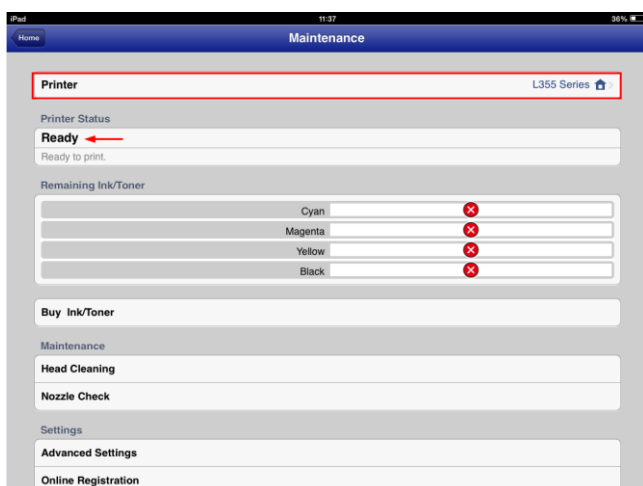 iPad 11:37 36%
Home Maintenance
Printer L355 Series
Printer Status
Ready
Ready to print.
Remaining Ink/Toner
Cyan
Magenta
Yellow
Black
Buy Ink/Toner
Maintenance
Head Cleaning
Nozzle Check
Settings
Advanced Settings
Online Registration